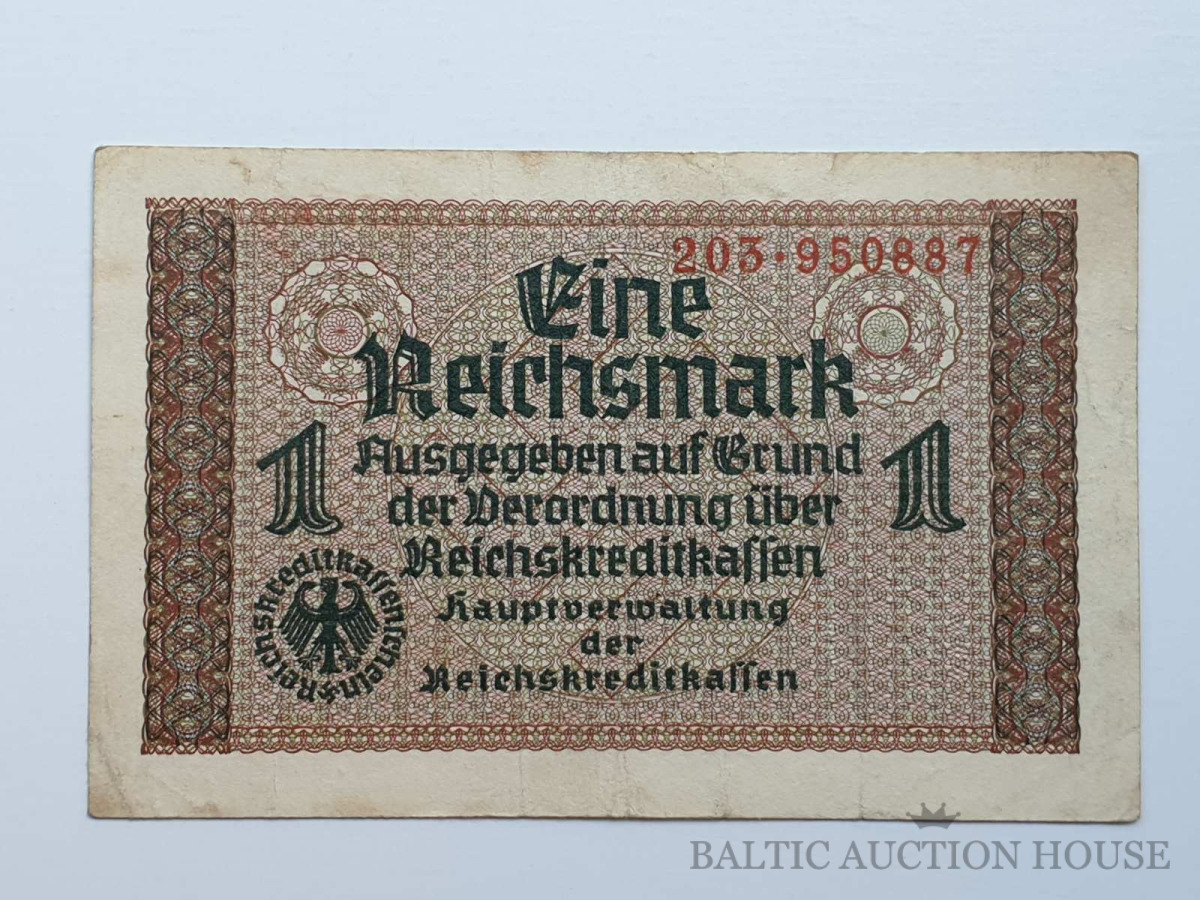 203·950887
Eine
Reichsmark
1 Ausgegeben auf Grund 1
der Verordnung über
Reichskreditkassen
Hauptverwaltung
der
Reichskreditkassen
Reichskreditkassenschein
BALTIC AUCTION HOUSE